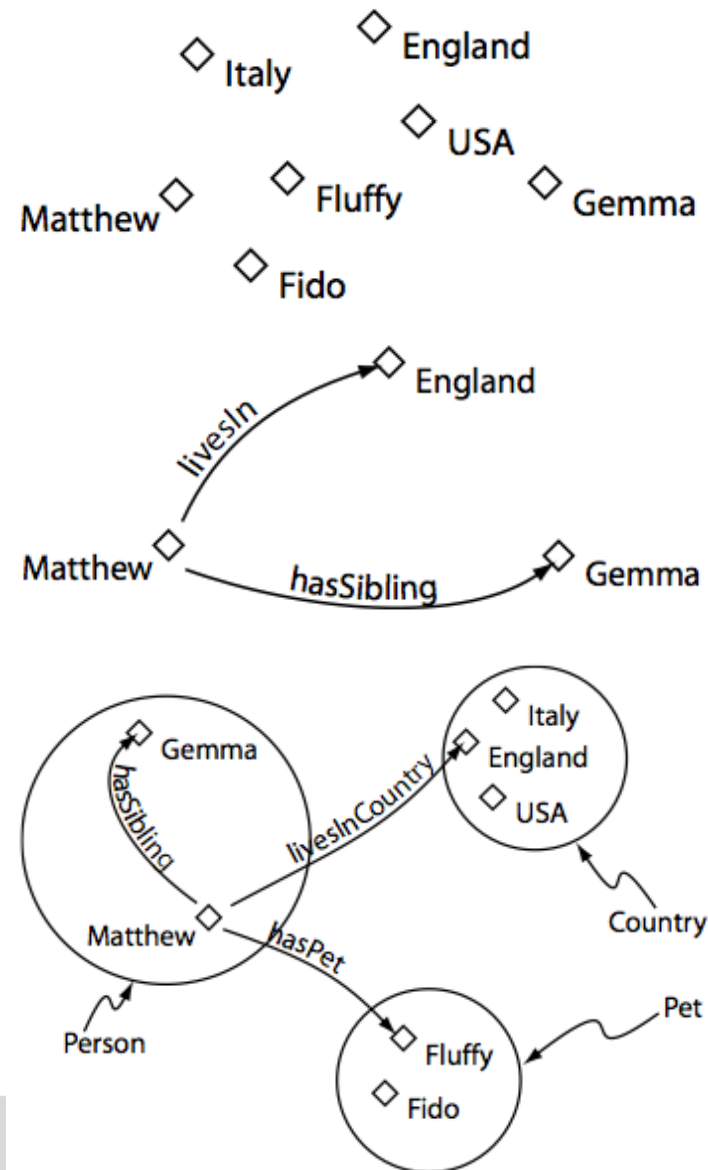 England
Italy
USA
Fluffy
Gemma
Matthew
Fido
England
livesIn
Matthew
hasSibling
Gemma
Italy
Gemma
England
hasSibling
livesInCountry
USA
Country
Matthew
hasPet
Pet
Person
Fluffy
Fido